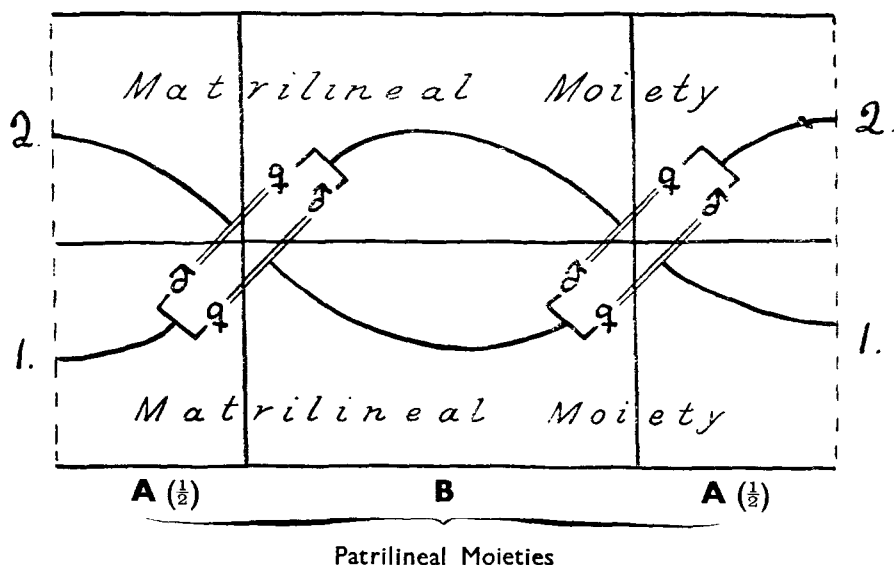 Matrilineal Moiety
2. 2.
♀ ♀
♂ ♂
♂ ♂
♀ ♀
1. 1.
Matrilineal Moiety
A (½) B A (½)
Patrilineal Moieties